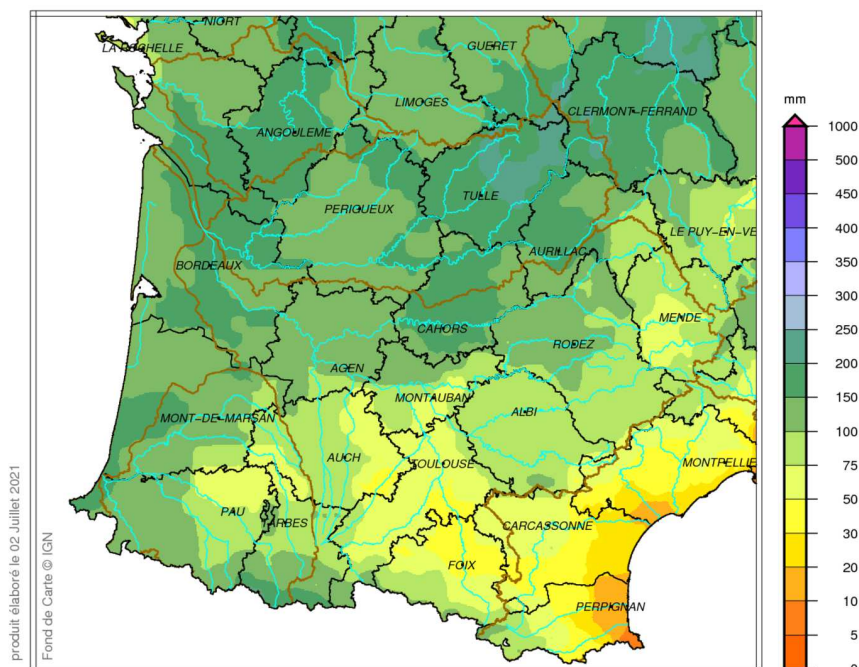 NIORT
LA ROCHELLE
GUERET
LIMOGES
CLERMONT-FERRAND
ANGOULEME
TULLE
PERIGUEUX
LE PUY-EN-VE
AURILLAC
BORDEAUX
MENDE
CAHORS
RODEZ
AGEN
MONTAUBAN
ALBI
MONT-DE-MARSAN
AUCH
TOULOUSE
MONTPELLIE
PAU
TARBES
CARCASSONNE
FOIX
PERPIGNAN
mm
1000
500
450
400
350
300
250
200
150
100
75
50
30
20
10
5
0
produit élaboré le 02 Juillet 2021
Fond de Carte © IGN